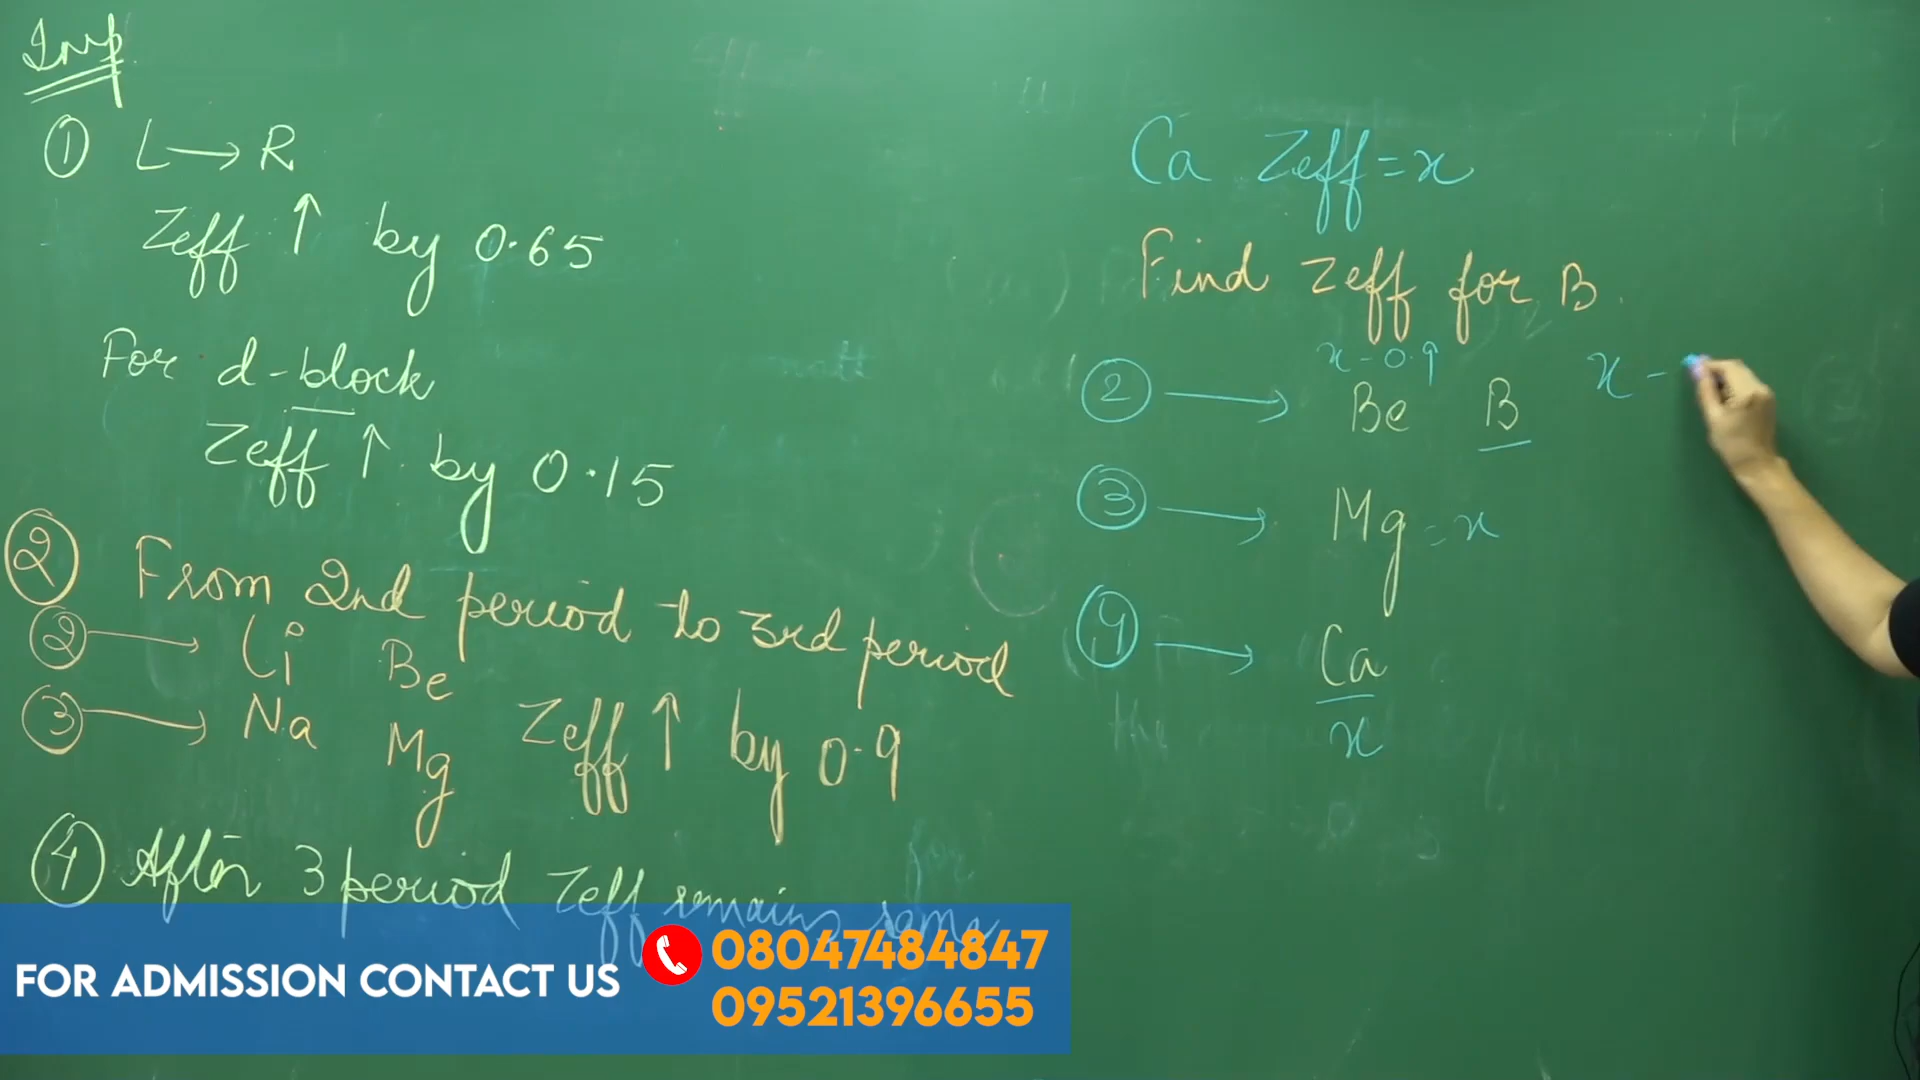 Imp
① L → R
Zeff ↑ by 0.65
For d-block
Zeff ↑ by 0.15
② From 2nd period to 3rd period
② → Li Be
③ → Na Mg Zeff ↑ by 0.9
④ After 3 period Zeff remains same
Ca Zeff = x
Find Zeff for B.
x - 0.9
② → Be B x -
③ → Mg = x
④ → Ca
x
FOR ADMISSION CONTACT US
08047484847
09521396655